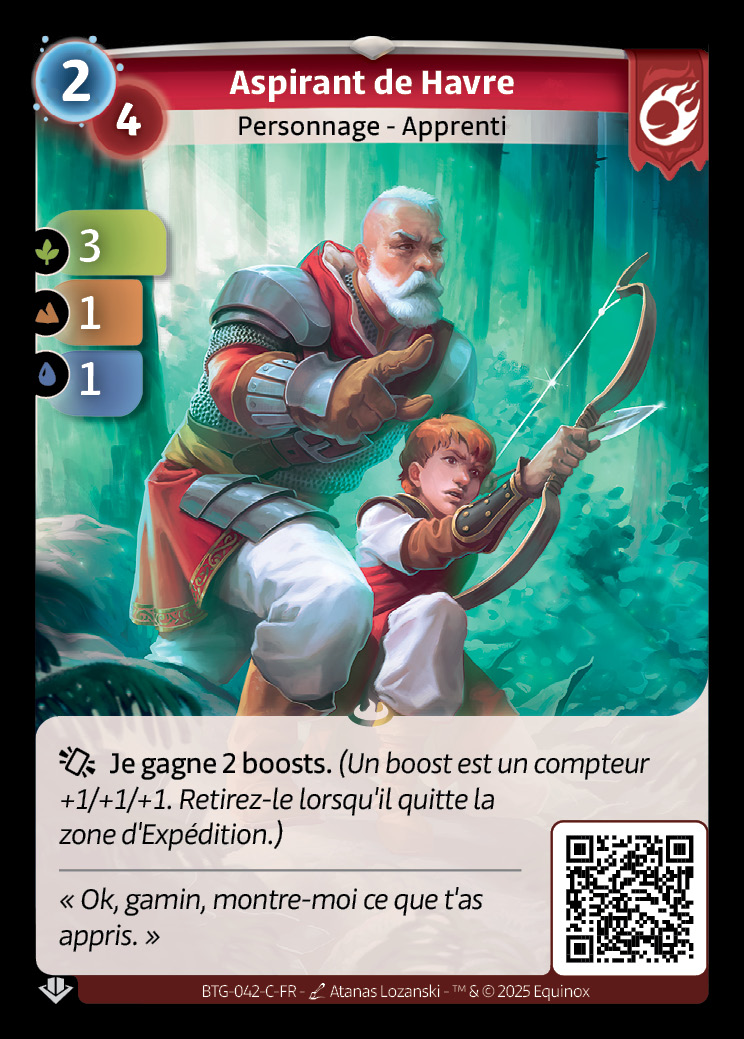 2
4
Aspirant de Havre
Personnage - Apprenti
3
1
1
Je gagne 2 boosts. (Un boost est un compteur
+1/+1/+1. Retirez-le lorsqu'il quitte la
zone d'Expédition.)
« Ok, gamin, montre-moi ce que t'as
appris. »
BTG-042-C-FR - Atanas Lozanski - ™ & © 2025 Equinox